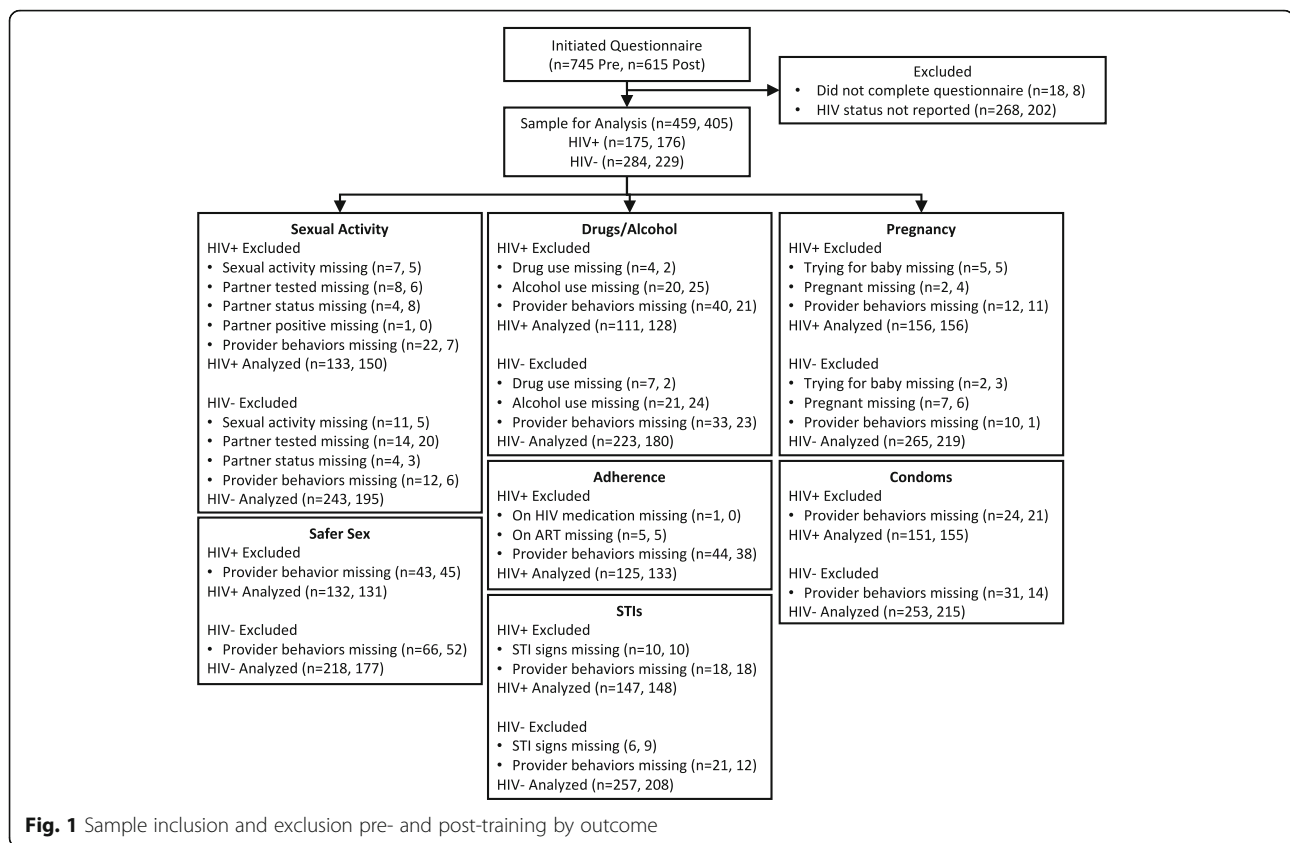 Initiated Questionnaire
(n=745 Pre, n=615 Post)
Excluded
• Did not complete questionnaire (n=18, 8)
• HIV status not reported (n=268, 202)
Sample for Analysis (n=459, 405)
HIV+ (n=175, 176)
HIV- (n=284, 229)
Sexual Activity
HIV+ Excluded
• Sexual activity missing (n=7, 5)
• Partner tested missing (n=8, 6)
• Partner status missing (n=4, 8)
• Partner positive missing (n=1, 0)
• Provider behaviors missing (n=22, 7)
HIV+ Analyzed (n=133, 150)
HIV- Excluded
• Sexual activity missing (n=11, 5)
• Partner tested missing (n=14, 20)
• Partner status missing (n=4, 3)
• Provider behaviors missing (n=12, 6)
HIV- Analyzed (n=243, 195)
Safer Sex
HIV+ Excluded
• Provider behavior missing (n=43, 45)
HIV+ Analyzed (n=132, 131)
HIV- Excluded
• Provider behaviors missing (n=66, 52)
HIV- Analyzed (n=218, 177)
Drugs/Alcohol
HIV+ Excluded
• Drug use missing (n=4, 2)
• Alcohol use missing (n=20, 25)
• Provider behaviors missing (n=40, 21)
HIV+ Analyzed (n=111, 128)
HIV- Excluded
• Drug use missing (n=7, 2)
• Alcohol use missing (n=21, 24)
• Provider behaviors missing (n=33, 23)
HIV- Analyzed (n=223, 180)
Adherence
HIV+ Excluded
• On HIV medication missing (n=1, 0)
• On ART missing (n=5, 5)
• Provider behaviors missing (n=44, 38)
HIV+ Analyzed (n=125, 133)
STIs
HIV+ Excluded
• STI signs missing (n=10, 10)
• Provider behaviors missing (n=18, 18)
HIV+ Analyzed (n=147, 148)
HIV- Excluded
• STI signs missing (6, 9)
• Provider behaviors missing (n=21, 12)
HIV- Analyzed (n=257, 208)
Pregnancy
HIV+ Excluded
• Trying for baby missing (n=5, 5)
• Pregnant missing (n=2, 4)
• Provider behaviors missing (n=12, 11)
HIV+ Analyzed (n=156, 156)
HIV- Excluded
• Trying for baby missing (n=2, 3)
• Pregnant missing (n=7, 6)
• Provider behaviors missing (n=10, 1)
HIV- Analyzed (n=265, 219)
Condoms
HIV+ Excluded
• Provider behaviors missing (n=24, 21)
HIV+ Analyzed (n=151, 155)
HIV- Excluded
• Provider behaviors missing (n=31, 14)
HIV- Analyzed (n=253, 215)
Fig. 1 Sample inclusion and exclusion pre- and post-training by outcome